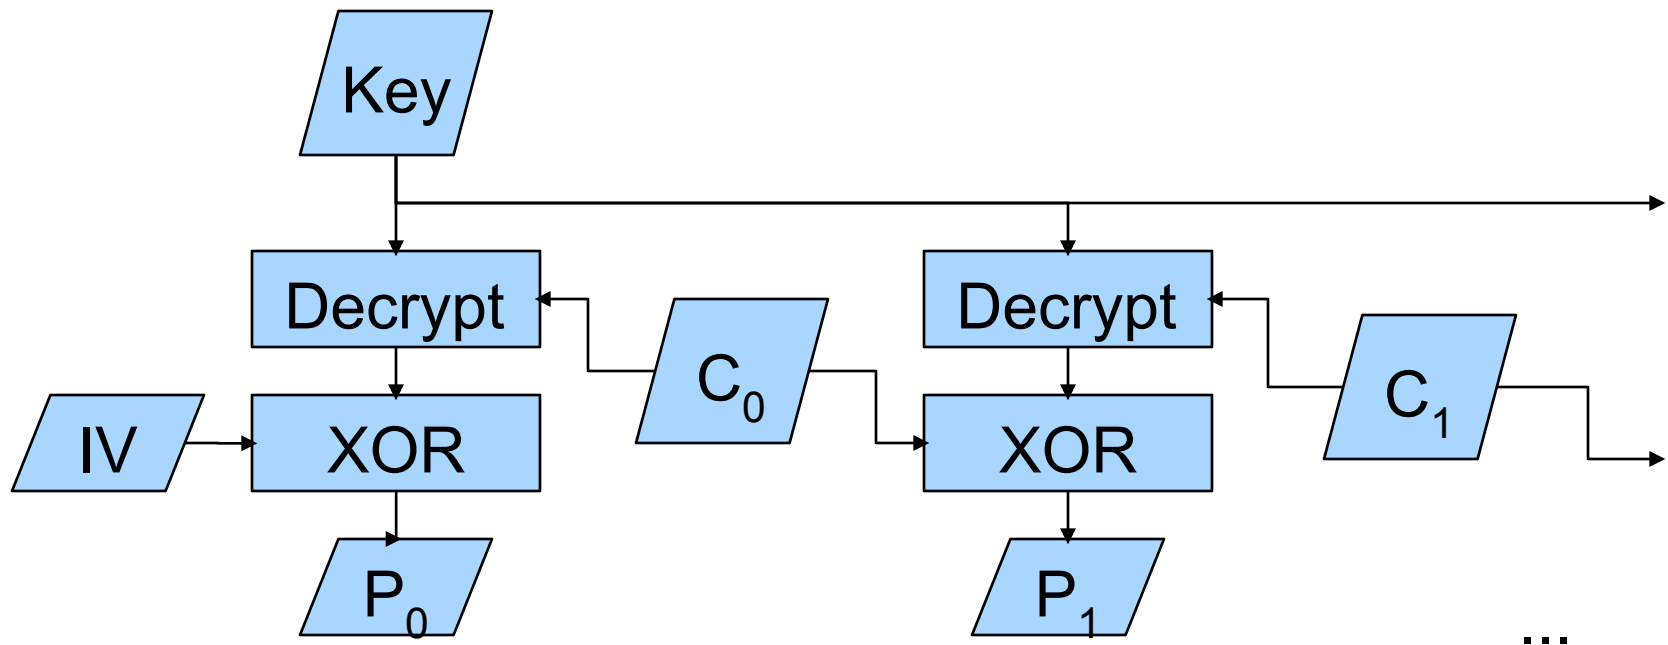 Key
Decrypt
Decrypt
C₀
C₁
IV
XOR
XOR
P₀
P₁
...